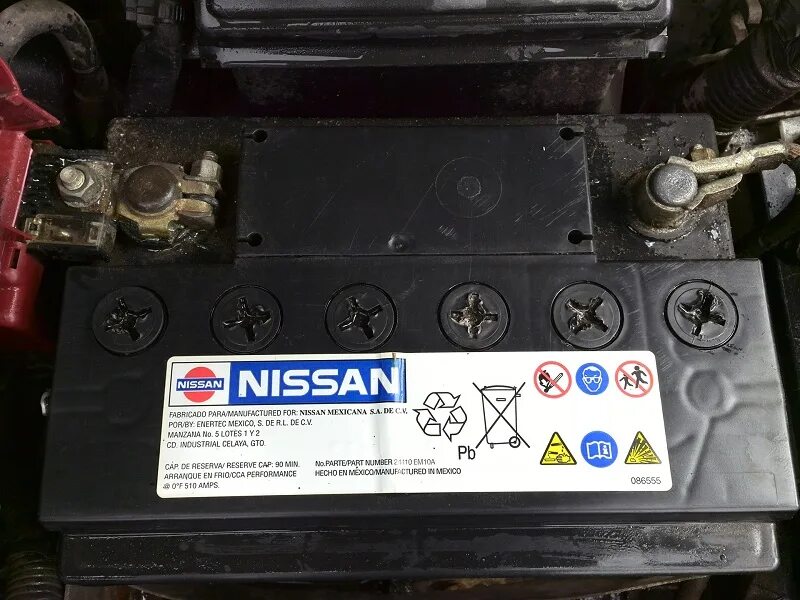 NISSAN
NISSAN
FABRICADO PARA/MANUFACTURED FOR: NISSAN MEXICANA S.A. DE C.V.
POR/BY: ENERTEC MEXICO, S. DE R.L. DE C.V.
MANZANA No. 5 LOTES 1 Y 2
CD. INDUSTRIAL CELAYA, GTO.
Pb
CAP. DE RESERVA/ RESERVE CAP: 90 MIN.
ARRANQUE EN FRIO/CCA PERFORMANCE
@ 0°F 510 AMPS.
No.PARTE/PART NUMBER EM10A
HECHO EN MÉXICO/MANUFACTURED IN MEXICO
086555